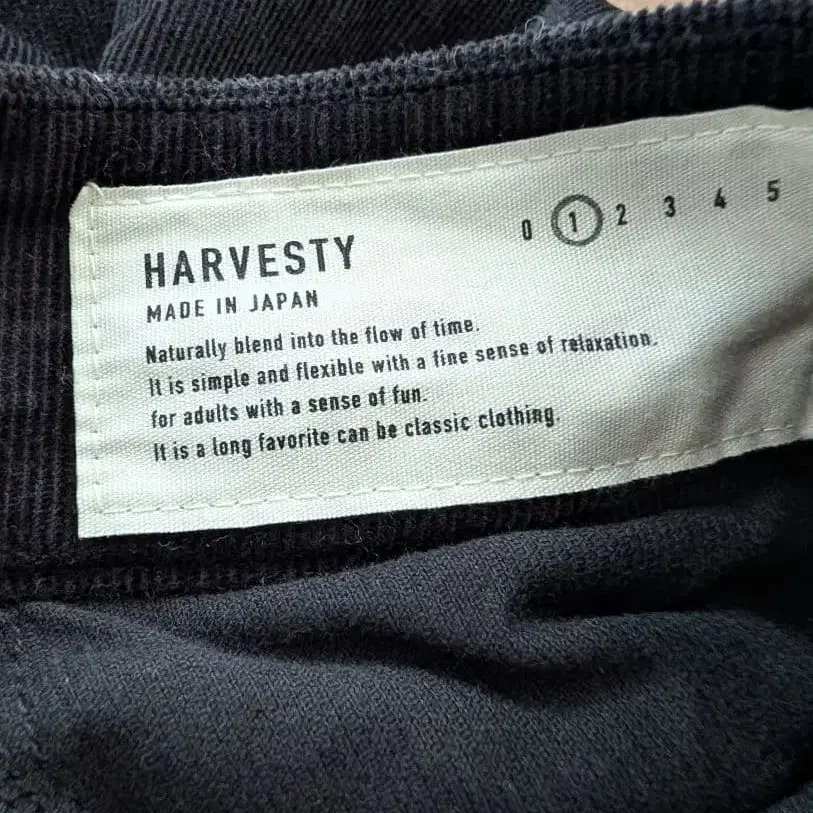 0 1 2 3 4 5
HARVESTY
MADE IN JAPAN
Naturally blend into the flow of time.
It is simple and flexible with a fine sense of relaxation.
for adults with a sense of fun.
It is a long favorite can be classic clothing.